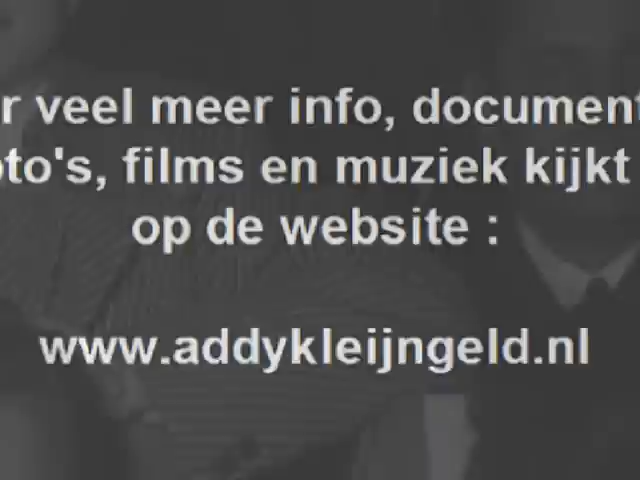 r veel meer info, document
oto's, films en muziek kijkt
op de website :
www.addykleijngeld.nl